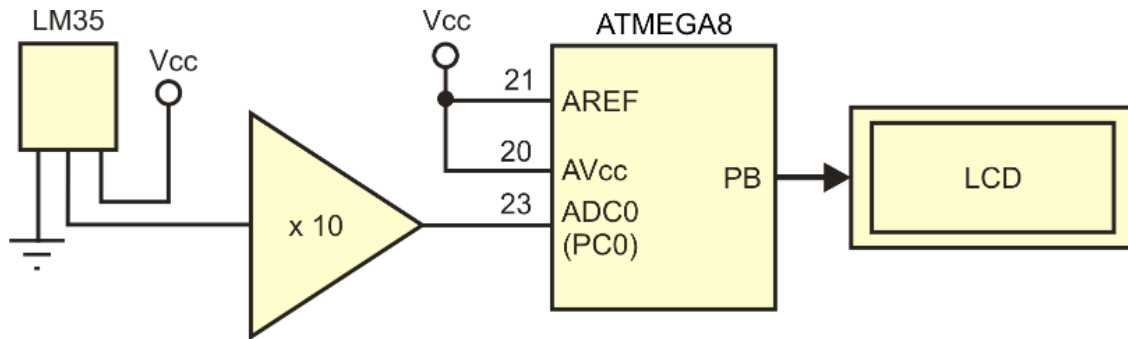 LM35
Vcc
x 10
Vcc
ATMEGA8
21
AREF
20
AVcc
23
ADC0
(PC0)
PB
LCD